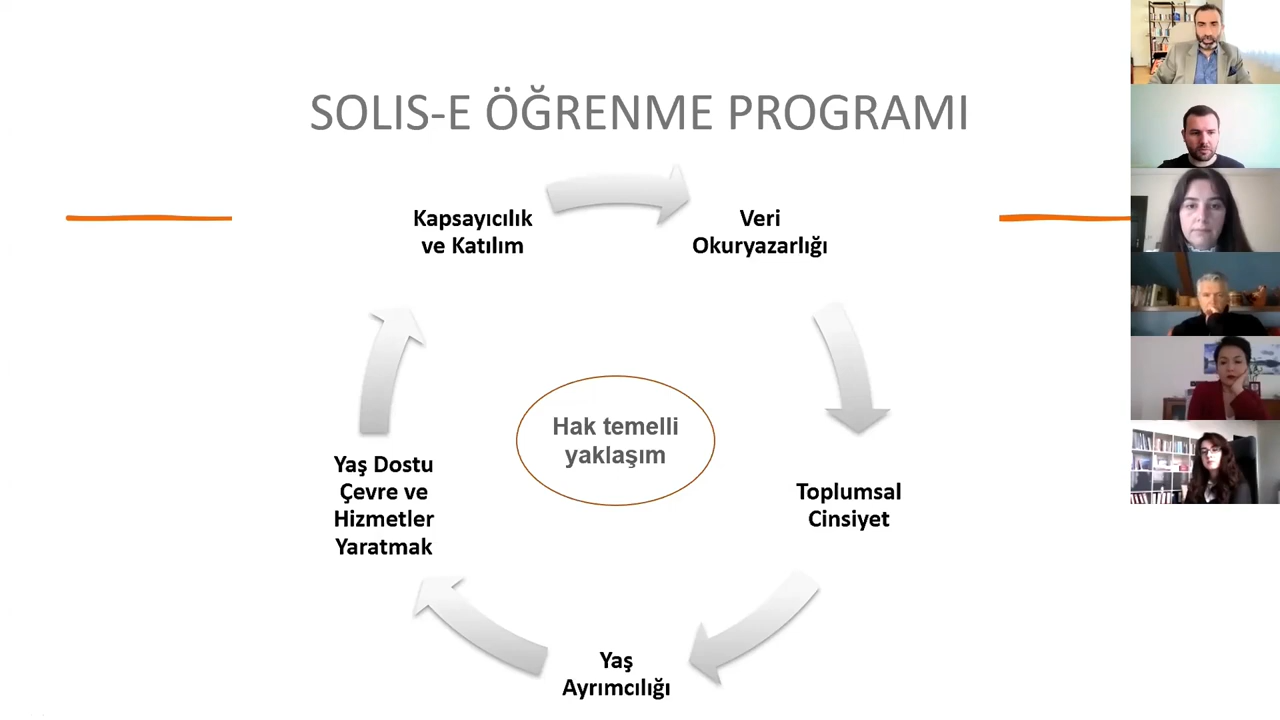 SOLIS-E ÖĞRENME PROGRAMI
Kapsayıcılık
ve Katılım
Veri
Okuryazarlığı
Hak temelli
yaklaşım
Yaş Dostu
Çevre ve
Hizmetler
Yaratmak
Toplumsal
Cinsiyet
Yaş
Ayrımcılığı